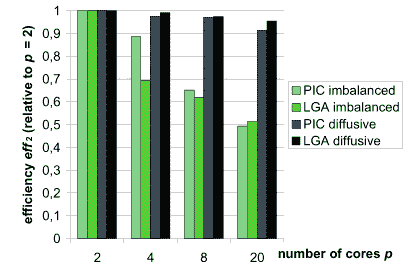 efficiency eff 2 (relative to p = 2)
1
0,9
0,8
0,7
0,6
0,5
0,4
0,3
0,2
0,1
0
2 4 8 20
number of cores p
PIC imbalanced
LGA imbalanced
PIC diffusive
LGA diffusive